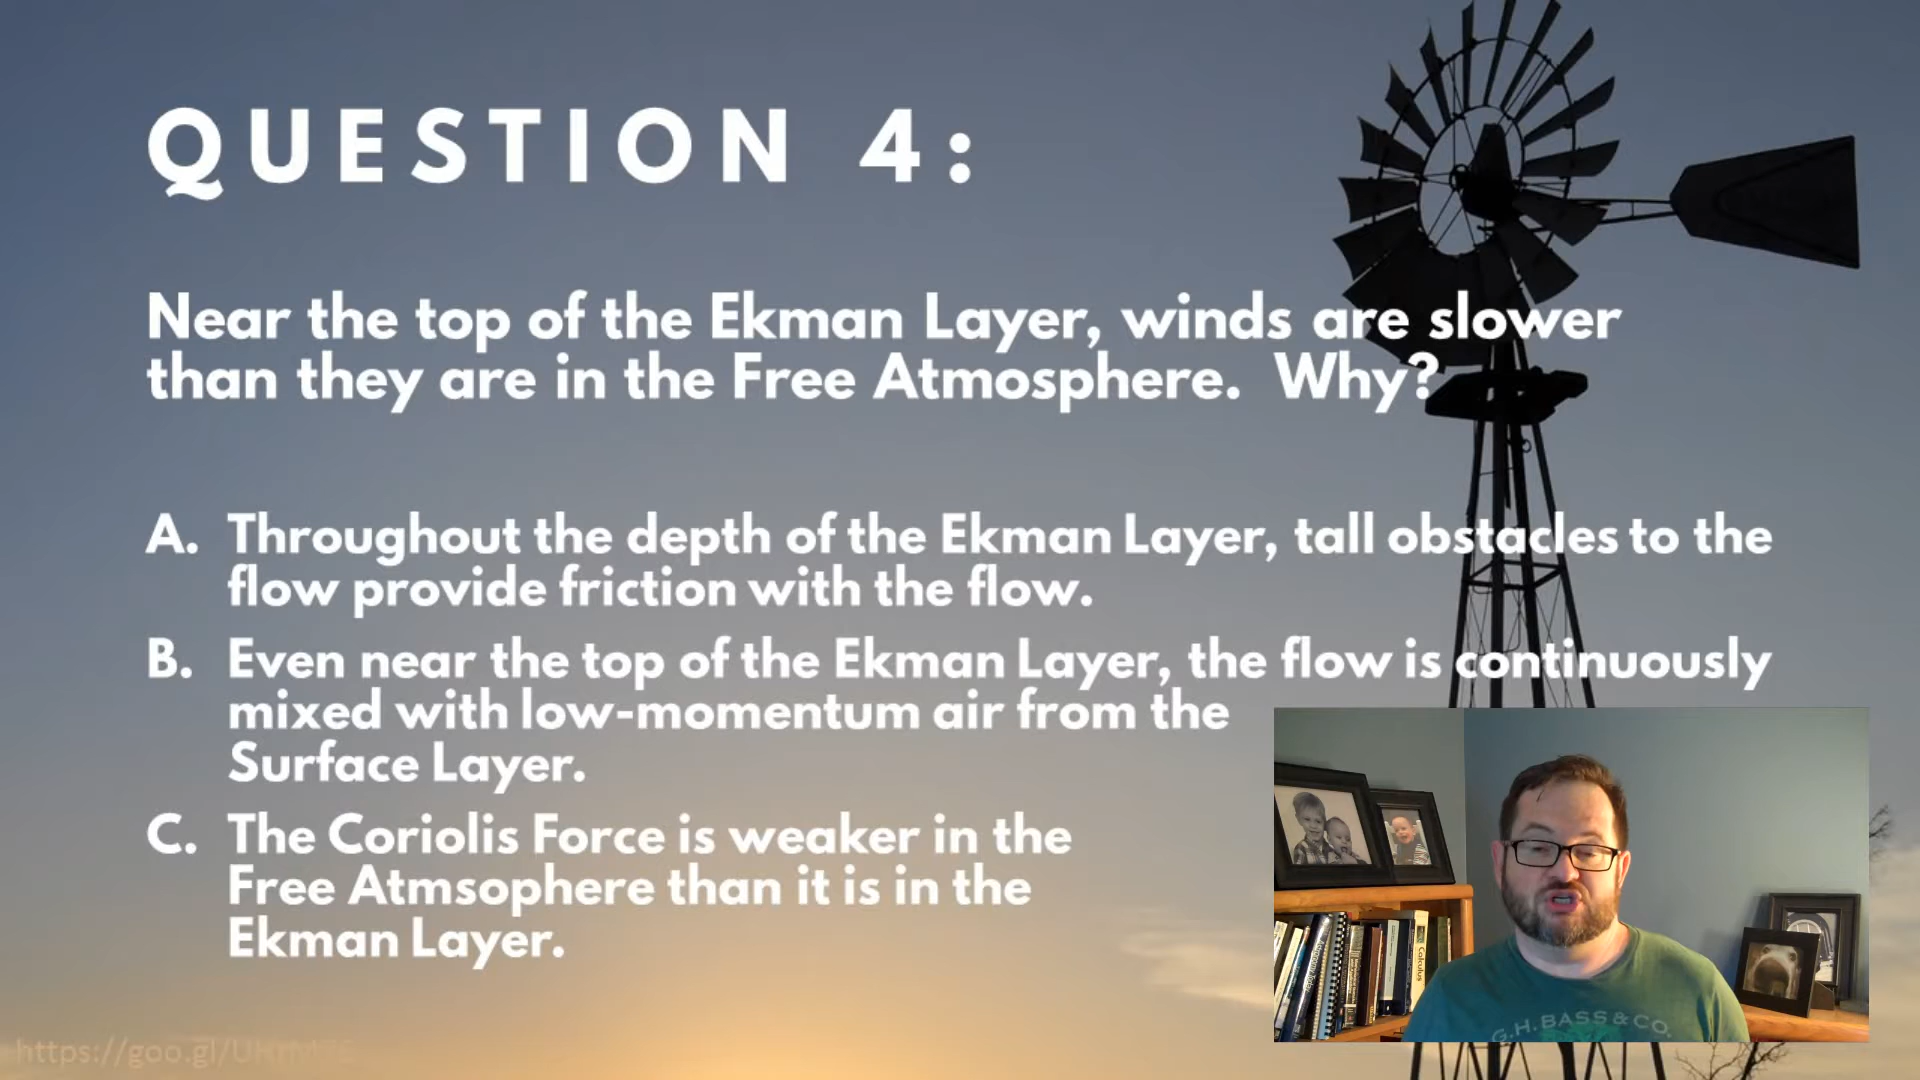 QUESTION 4:
Near the top of the Ekman Layer, winds are slower
than they are in the Free Atmosphere. Why?
A. Throughout the depth of the Ekman Layer, tall obstacles to the
flow provide friction with the flow.
B. Even near the top of the Ekman Layer, the flow is continuously
mixed with low-momentum air from the
Surface Layer.
C. The Coriolis Force is weaker in the
Free Atmsophere than it is in the
Ekman Layer.
Calculus
G.H. BASS & CO.